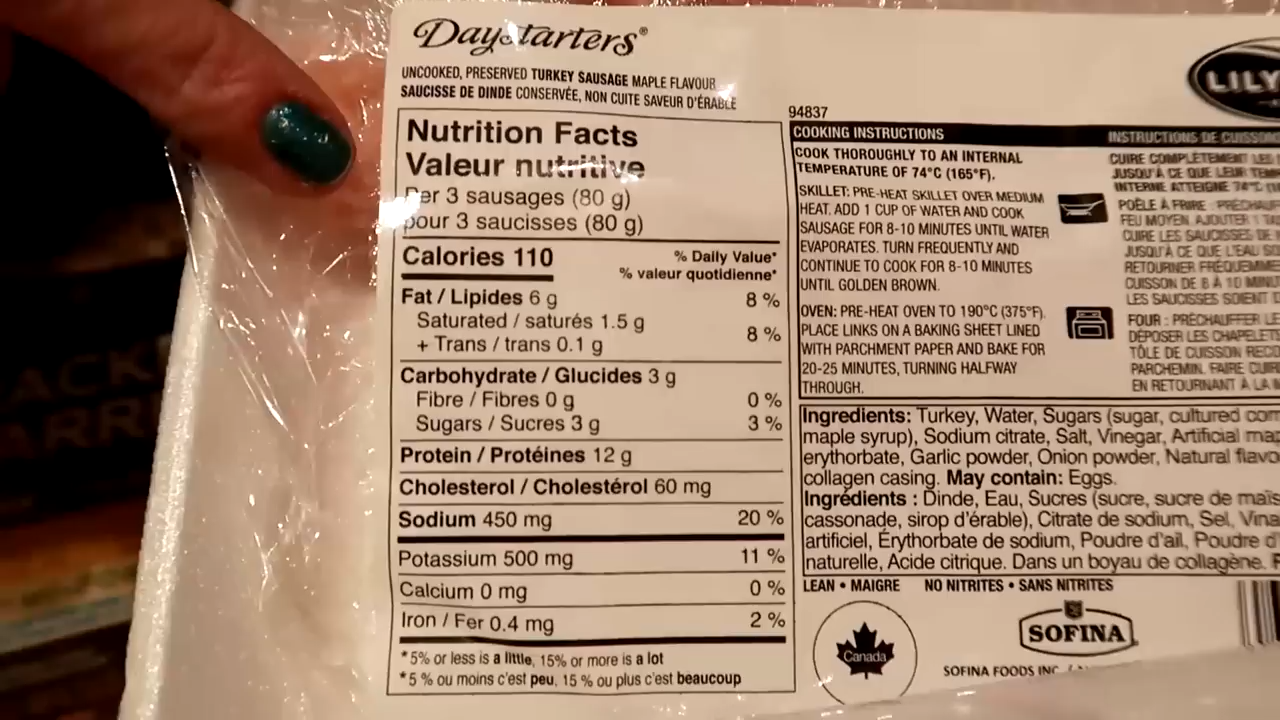 Daystarters®
UNCOOKED, PRESERVED TURKEY SAUSAGE MAPLE FLAVOUR
SAUCISSE DE DINDE CONSERVÉE, NON CUITE SAVEUR D'ÉRABLE
Nutrition Facts
Valeur nutritive
Per 3 sausages (80 g)
pour 3 saucisses (80 g)
Calories 110
% Daily Value*
% valeur quotidienne*
Fat / Lipides 6 g 8 %
Saturated / saturés 1.5 g
+ Trans / trans 0.1 g 8 %
Carbohydrate / Glucides 3 g
Fibre / Fibres 0 g 0 %
Sugars / Sucres 3 g 3 %
Protein / Protéines 12 g
Cholesterol / Cholestérol 60 mg
Sodium 450 mg 20 %
Potassium 500 mg 11 %
Calcium 0 mg 0 %
Iron / Fer 0.4 mg 2 %
*5% or less is a little, 15% or more is a lot
*5 % ou moins c'est peu, 15 % ou plus c'est beaucoup
94837
COOKING INSTRUCTIONS
COOK THOROUGHLY TO AN INTERNAL
TEMPERATURE OF 74°C (165°F).
SKILLET: PRE-HEAT SKILLET OVER MEDIUM
HEAT. ADD 1 CUP OF WATER AND COOK
SAUSAGE FOR 8-10 MINUTES UNTIL WATER
EVAPORATES. TURN FREQUENTLY AND
CONTINUE TO COOK FOR 8-10 MINUTES
UNTIL GOLDEN BROWN.
OVEN: PRE-HEAT OVEN TO 190°C (375°F).
PLACE LINKS ON A BAKING SHEET LINED
WITH PARCHMENT PAPER AND BAKE FOR
20-25 MINUTES, TURNING HALFWAY
THROUGH.
LILY
INSTRUCTIONS DE CUISSON
CUIRE COMPLÈTEMENT LES
JUSQU'À CE QUE LEUR TEMP
INTERNE ATTEIGNE 74°C
POÊLE À FRIRE : PRÉCHAUF
FEU MOYEN. AJOUTER 1
CUIRE LES SAUCISSES DE
JUSQU'À CE QUE L'EAU
RETOURNER FRÉQUEMME
CUISSON DE 8 À 10 MINU
LES SAUCISSES SOIENT
FOUR : PRÉCHAUFFER LE
DÉPOSER LES CHAPELETS
TÔLE DE CUISSON RECO
PARCHEMIN. FAIRE CUIR
EN RETOURNANT À LA
Ingredients: Turkey, Water, Sugars (sugar, cultured cor
maple syrup), Sodium citrate, Salt, Vinegar, Artificial ma
erythorbate, Garlic powder, Onion powder, Natural flavo
collagen casing. May contain: Eggs.
Ingrédients : Dinde, Eau, Sucres (sucre, sucre de maïs
cassonade, sirop d'érable), Citrate de sodium, Sel, Vina
artificiel, Érythorbate de sodium, Poudre d'ail, Poudre d'
naturelle, Acide citrique. Dans un boyau de collagène.
LEAN • MAIGRE NO NITRITES • SANS NITRITES
Canada
SOFINA
SOFINA FOODS INC.